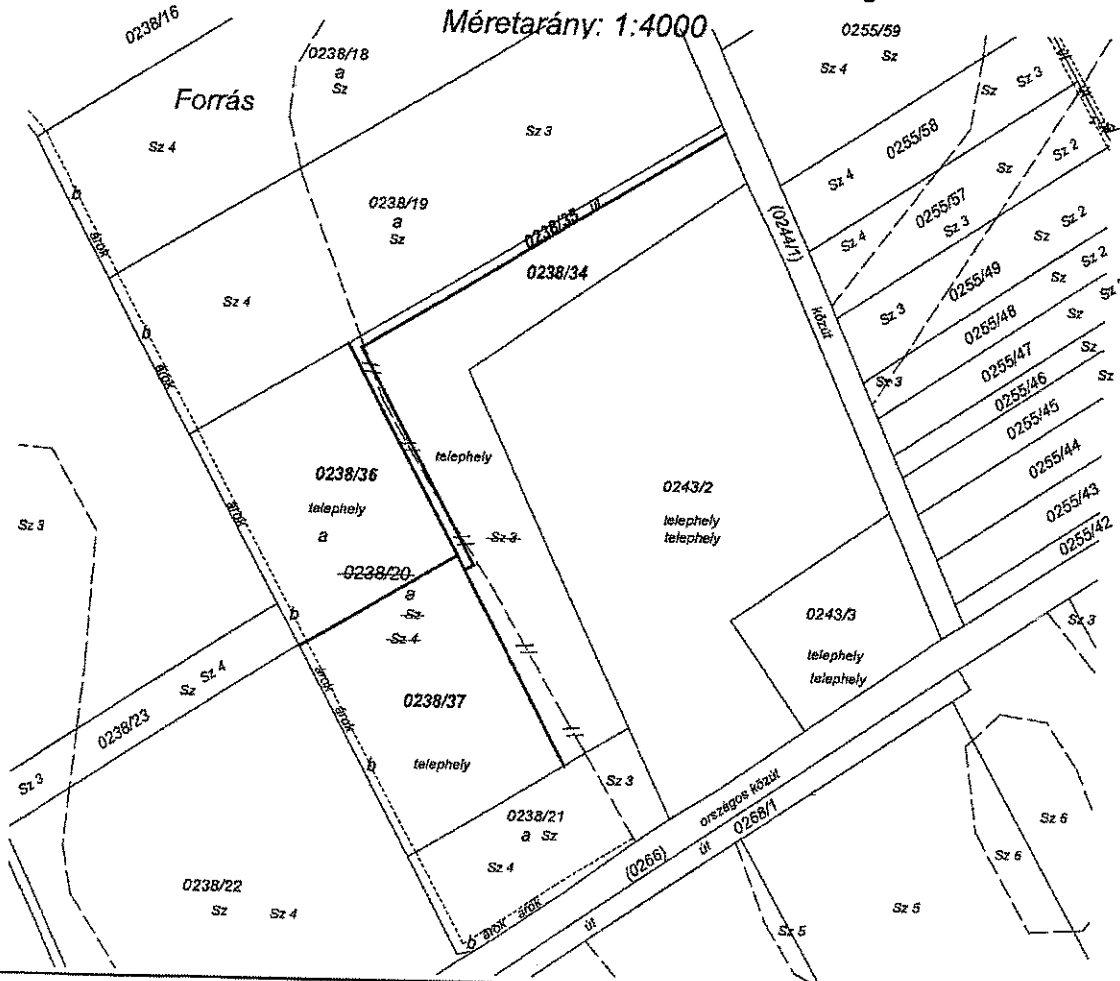 Méretarány: 1:4000
0238/16
0238/18
a
Sz
0255/59
Sz 4
Sz
Forrás
Sz 4
Sz 3
Sz
Sz 3
0255/58
Sz 4
Sz
Sz 2
0255/57
Sz 3
Sz 4
b
árok
0238/19
a
Sz
0238/35
út
(0244/1)
közút
0238/34
Sz 4
Sz
Sz 2
0255/49
Sz 3
Sz
Sz 2
0255/48
Sz
b
árok
0255/47
Sz
Sz 3
0255/46
Sz
0255/45
0255/44
0255/43
0255/42
telephely
0238/36
telephely
a
0243/2
telephely
telephely
árok
Sz 3
Sz 3
0238/20
a
Sz
Sz 4
b
0243/3
telephely
telephely
Sz 3
Sz
Sz 4
0238/23
Sz 3
árok
árok
0238/37
telephely
b
Sz 3
0238/21
a Sz
Sz 4
országos közút
(0266)
út
0268/1
út
0238/22
Sz
Sz 4
b
árok
árok
Sz 6
Sz 6
Sz 5
Sz 5